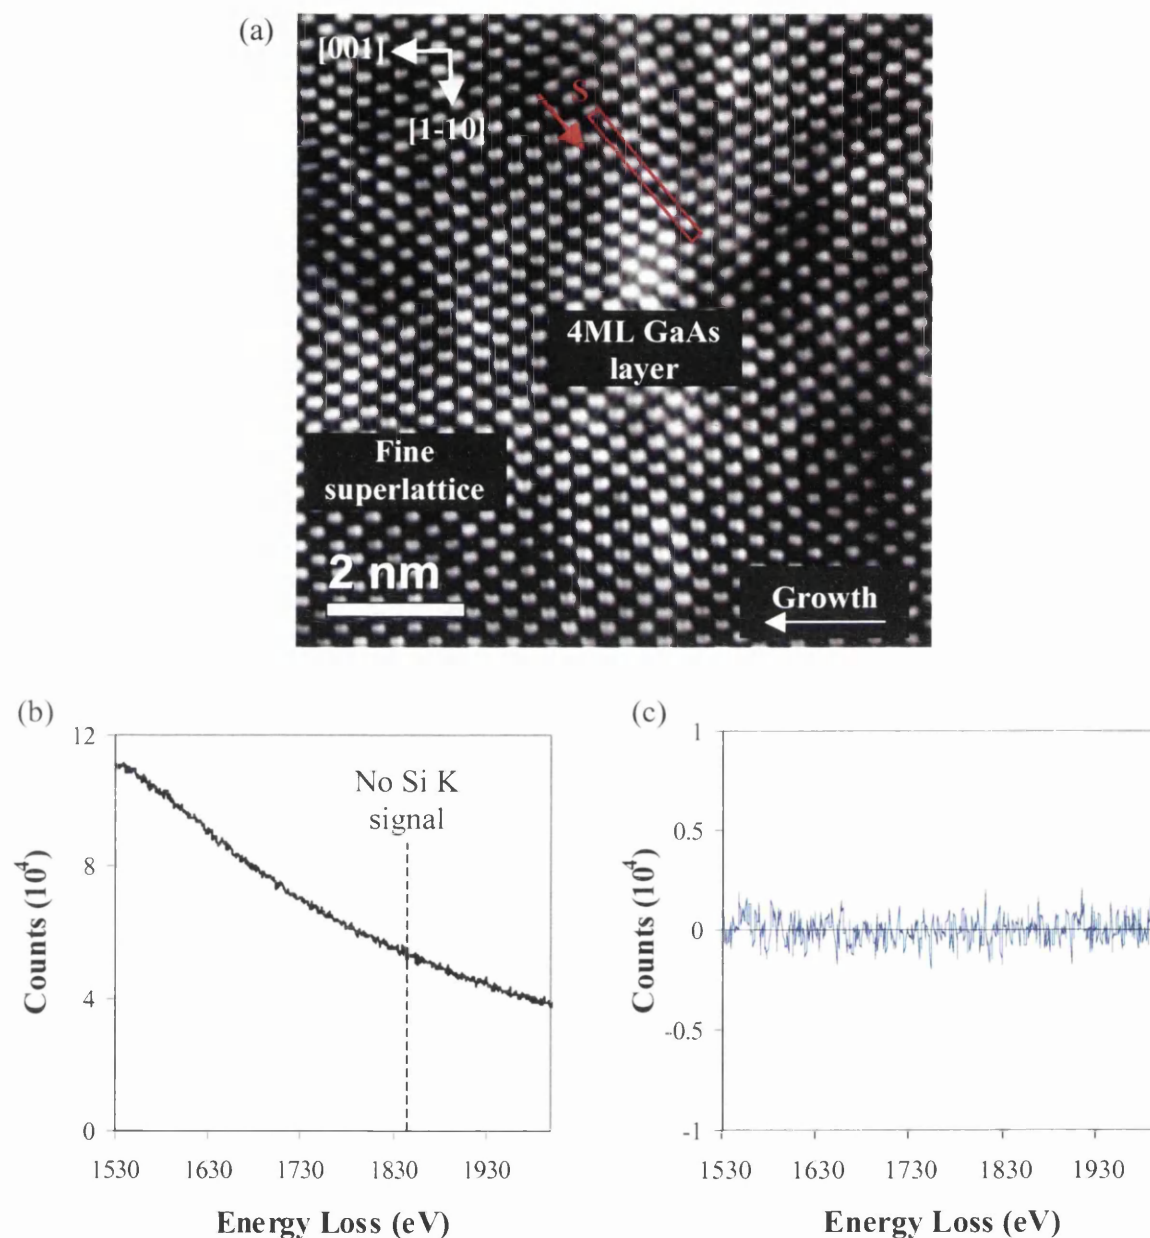 (a)
[001]
[1-10]
S
4ML GaAs
layer
Fine
superlattice
2 nm
Growth
(b)
12
8
4
0
No Si K
signal
Counts (10⁴)
1530 1630 1730 1830 1930
Energy Loss (eV)
(c)
1
0.5
0
-0.5
-1
Counts (10⁴)
1530 1630 1730 1830 1930
Energy Loss (eV)